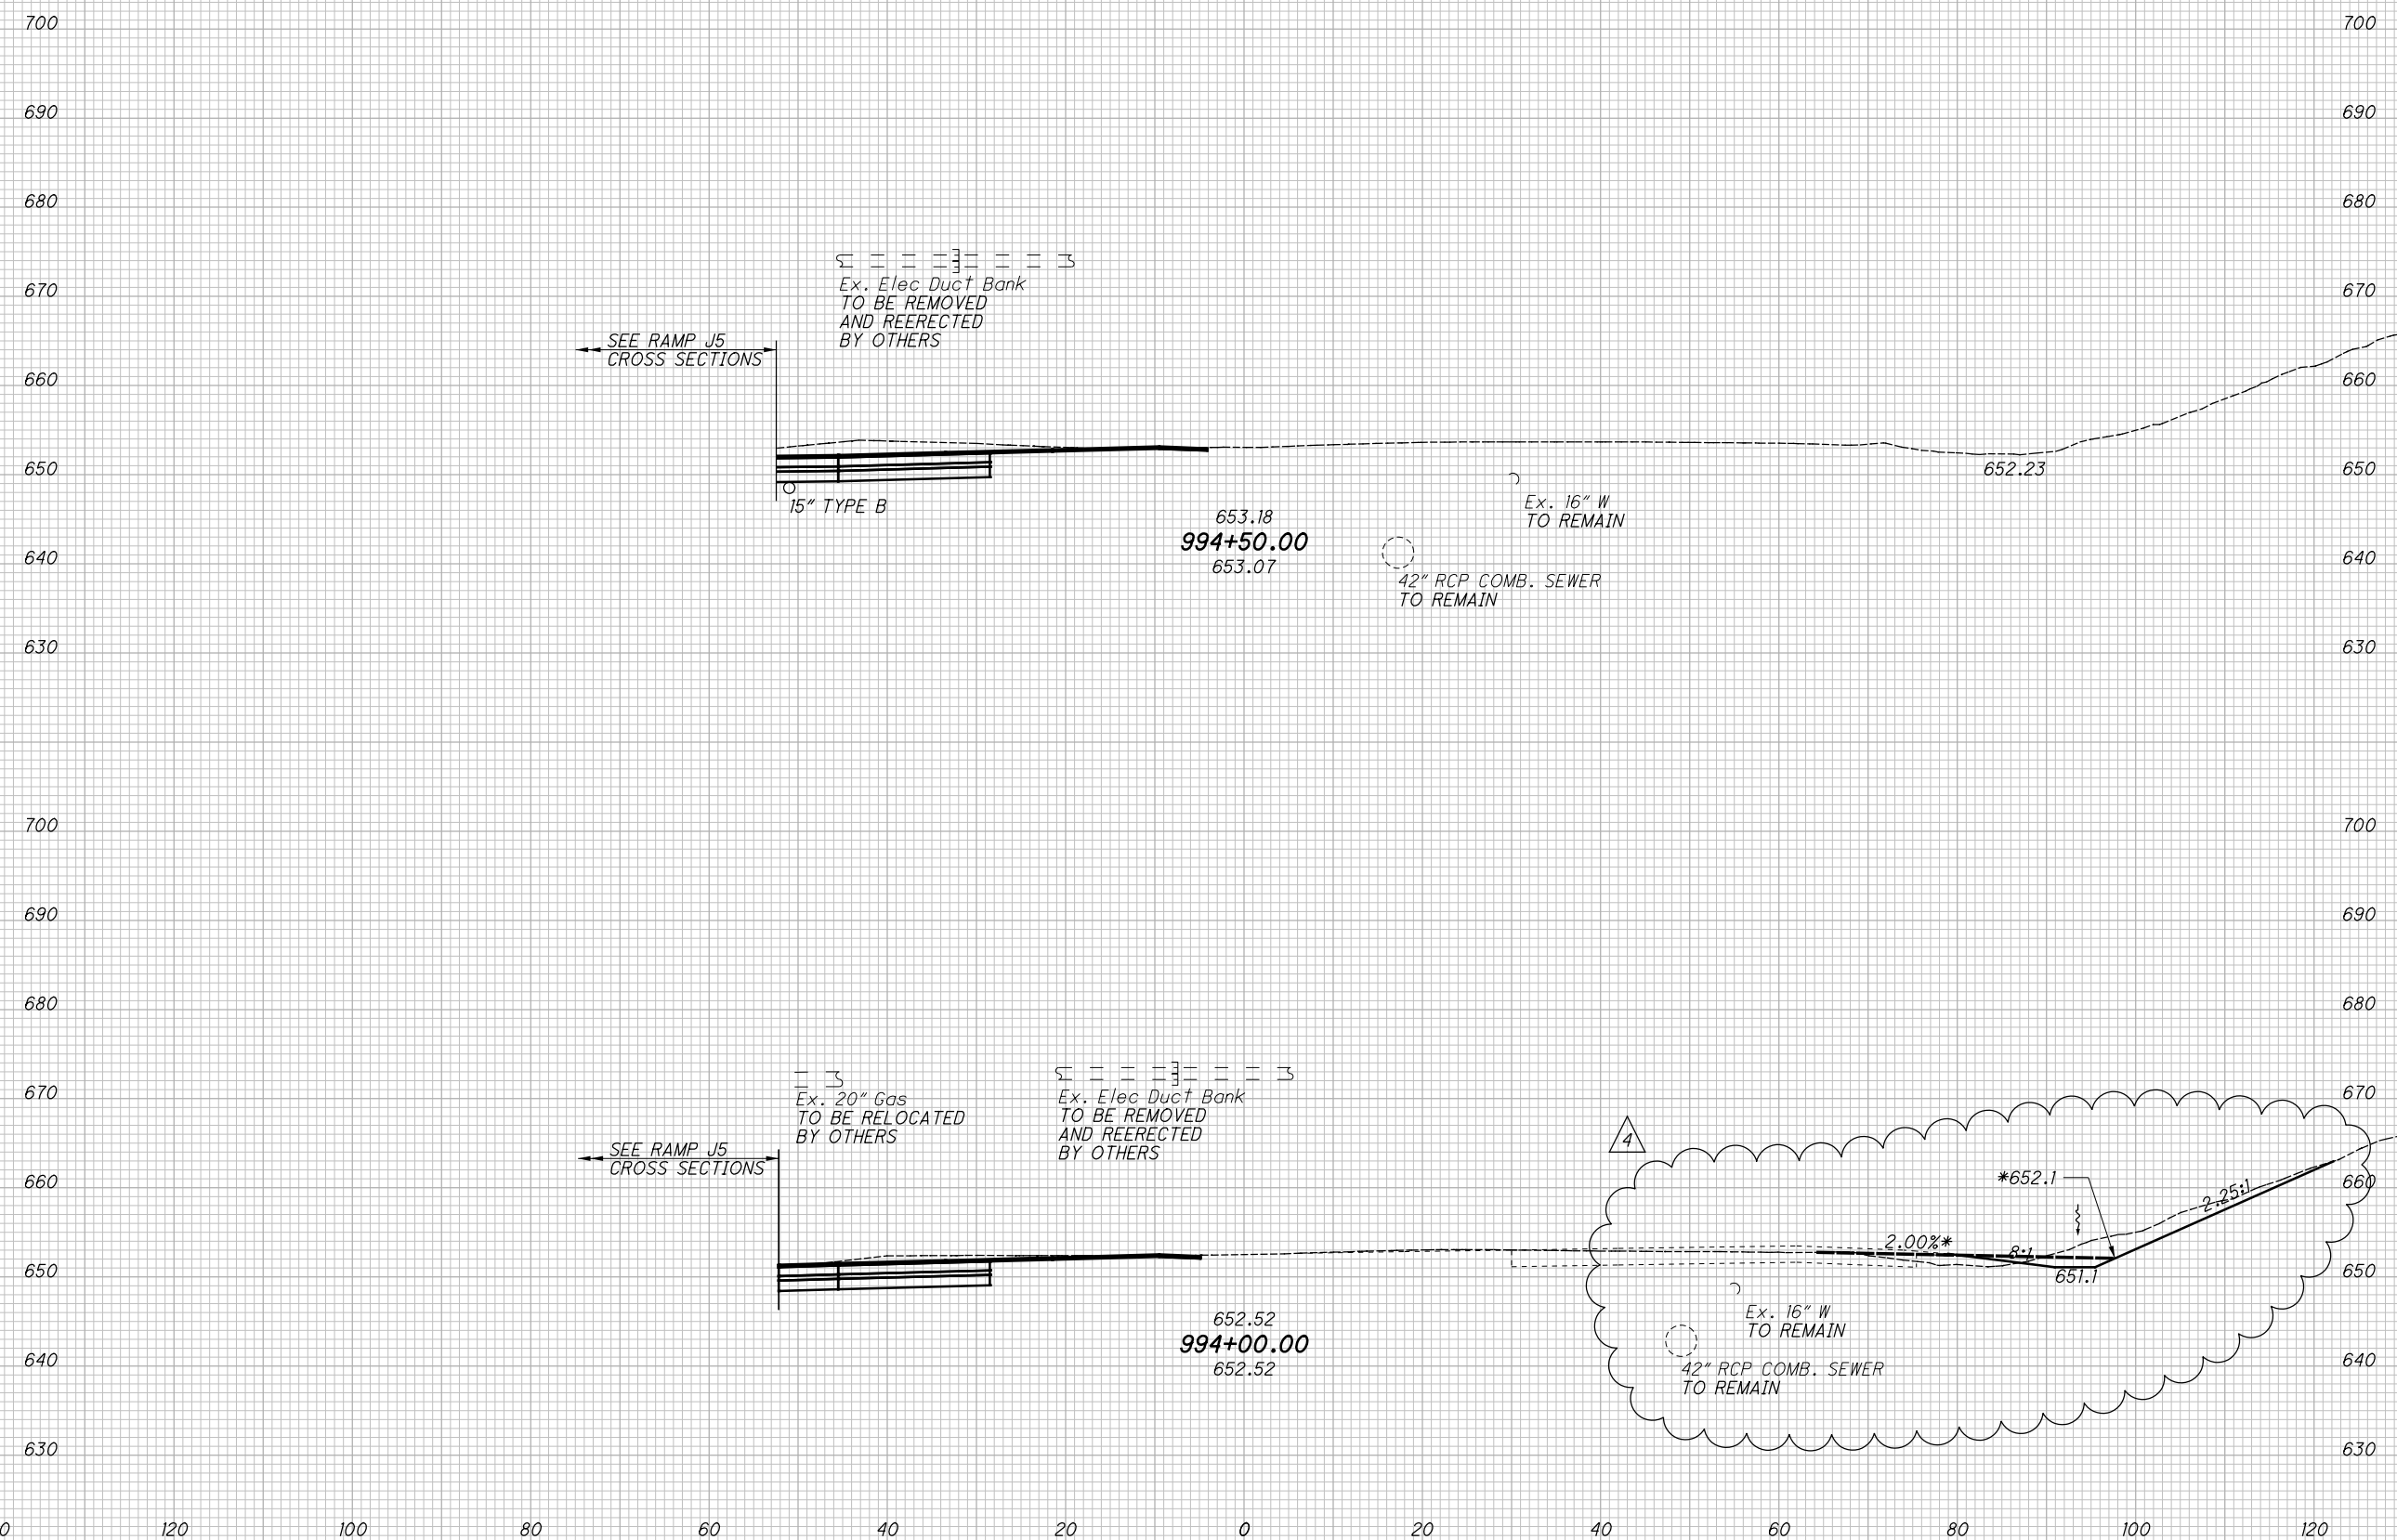 700 700
690 690
680 680
Ex. Elec Duct Bank
TO BE REMOVED
AND REERECTED
BY OTHERS
670 670
SEE RAMP J5
CROSS SECTIONS
660 660
650 650
15" TYPE B
652.23
Ex. 16" W
TO REMAIN
653.18
994+50.00
653.07
42" RCP COMB. SEWER
TO REMAIN
640 640
630 630
700 700
690 690
680 680
670 670
Ex. 20" Gas
TO BE RELOCATED
BY OTHERS
Ex. Elec Duct Bank
TO BE REMOVED
AND REERECTED
BY OTHERS
SEE RAMP J5
CROSS SECTIONS
4
*652.1
660 660
2.25:1
2.00%*
8:1
651.1
650 650
Ex. 16" W
TO REMAIN
652.52
994+00.00
652.52
42" RCP COMB. SEWER
TO REMAIN
640 640
630 630
0 120 100 80 60 40 20 0 20 40 60 80 100 120